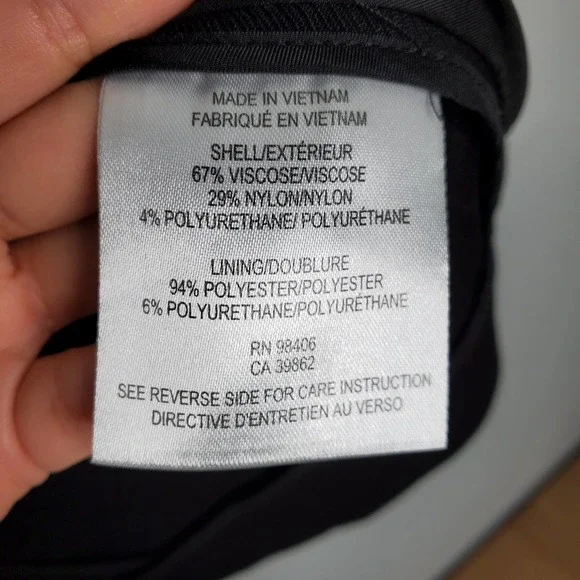 MADE IN VIETNAM
FABRIQUÉ EN VIETNAM
SHELL/EXTÉRIEUR
67% VISCOSE/VISCOSE
29% NYLON/NYLON
4% POLYURETHANE/ POLYURÉTHANE
LINING/DOUBLURE
94% POLYESTER/POLYESTER
6% POLYURETHANE/POLYURÉTHANE
RN 98406
CA 39862
SEE REVERSE SIDE FOR CARE INSTRUCTION
DIRECTIVE D'ENTRETIEN AU VERSO